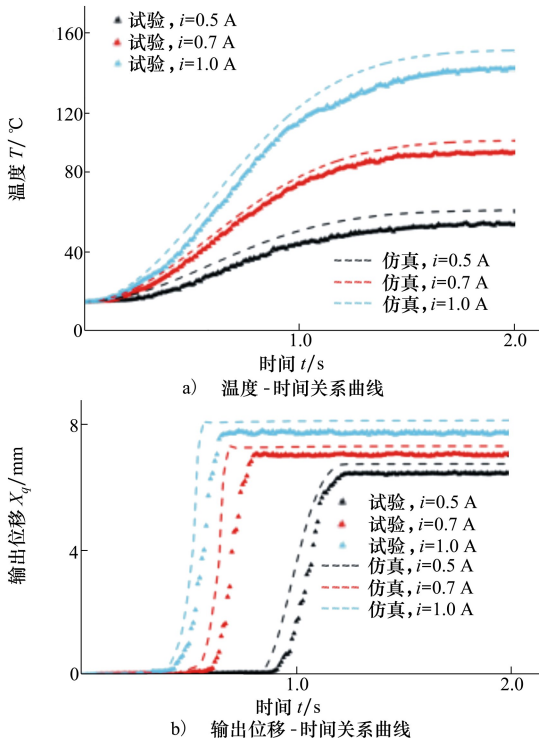 160
120
80
40
0
温度 T/ ℃
试验, i=0.5 A
试验, i=0.7 A
试验, i=1.0 A
仿真, i=0.5 A
仿真, i=0.7 A
仿真, i=1.0 A
1.0
2.0
时间 t/s
a) 温度 -时间关系曲线
8
4
0
输出位移 Xq/mm
试验, i=0.5 A
试验, i=0.7 A
试验, i=1.0 A
仿真, i=0.5 A
仿真, i=0.7 A
仿真, i=1.0 A
1.0
2.0
时间 t/s
b) 输出位移 -时间关系曲线